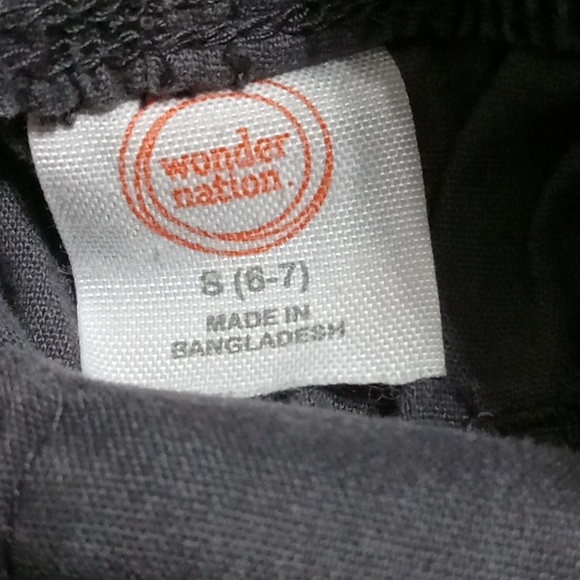 wonder
nation.
S (6-7)
MADE IN
BANGLADESH